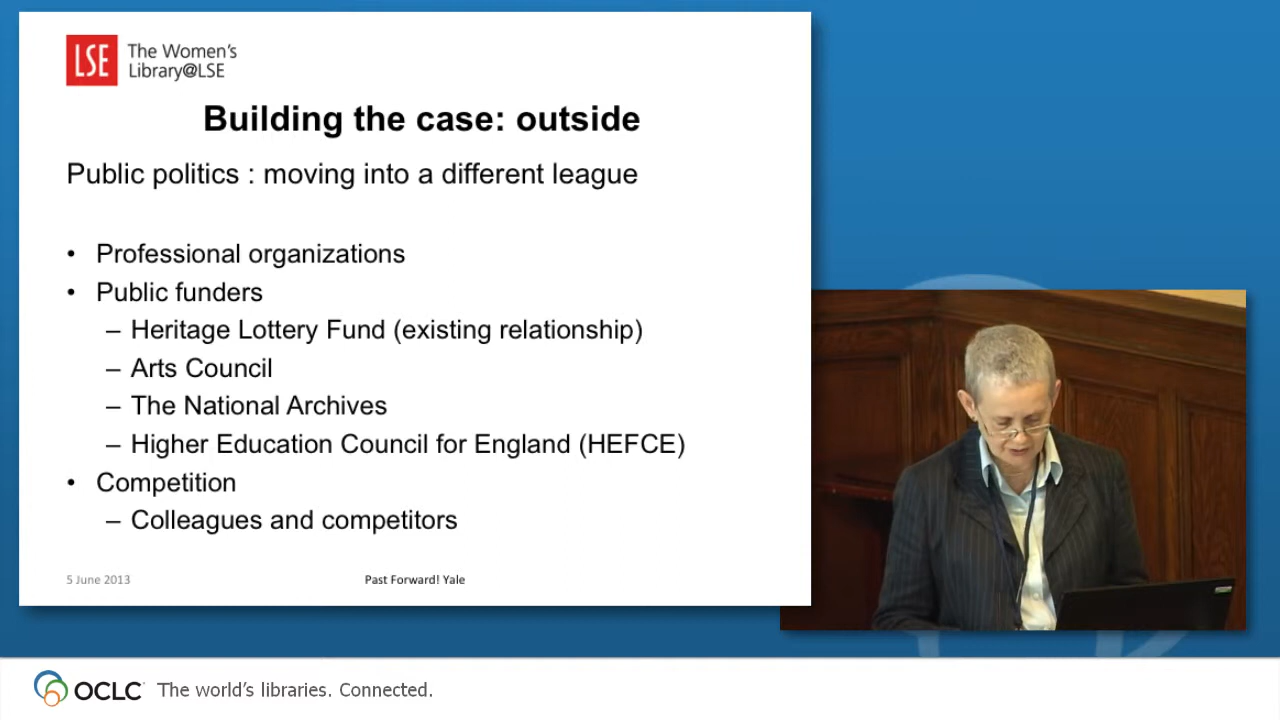 LSE The Women's
Library@LSE
Building the case: outside
Public politics : moving into a different league
• Professional organizations
• Public funders
– Heritage Lottery Fund (existing relationship)
– Arts Council
– The National Archives
– Higher Education Council for England (HEFCE)
• Competition
– Colleagues and competitors
5 June 2013 Past Forward! Yale
OCLC The world's libraries. Connected.